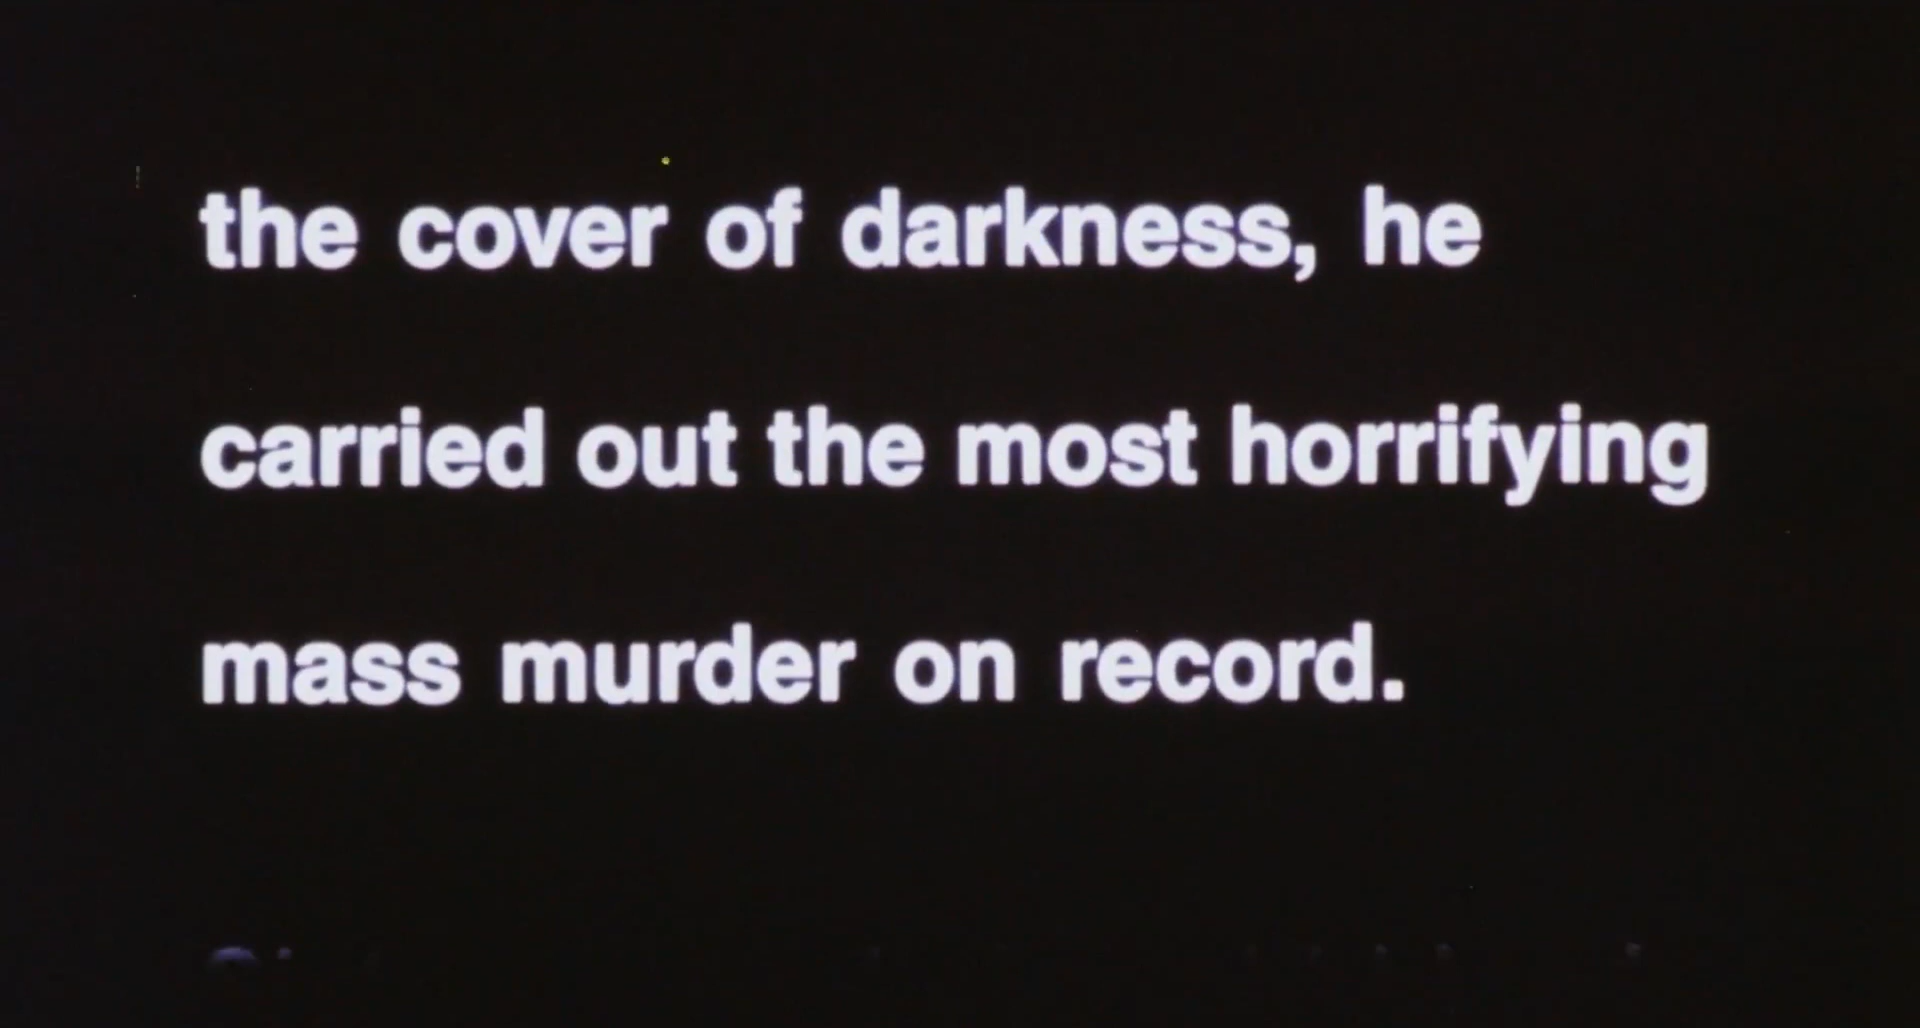 the cover of darkness, he
carried out the most horrifying
mass murder on record.